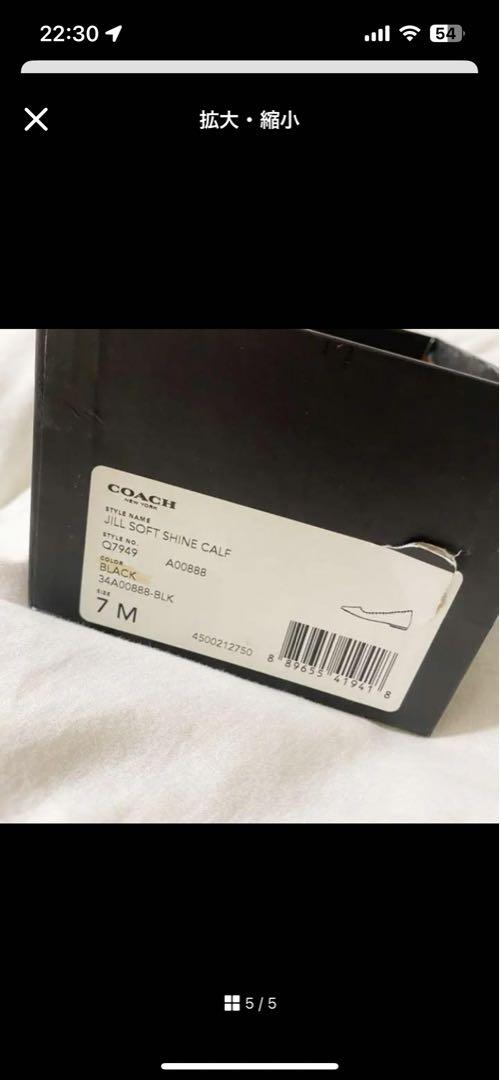 22:30
54
拡大・縮小
COACH
NEW YORK
STYLE NAME
JILL SOFT SHINE CALF
STYLE NO.
Q7949 A00888
COLOR
BLACK
34A00888-BLK
SIZE
7 M
4500212750
8 89655 41941 8
5 / 5